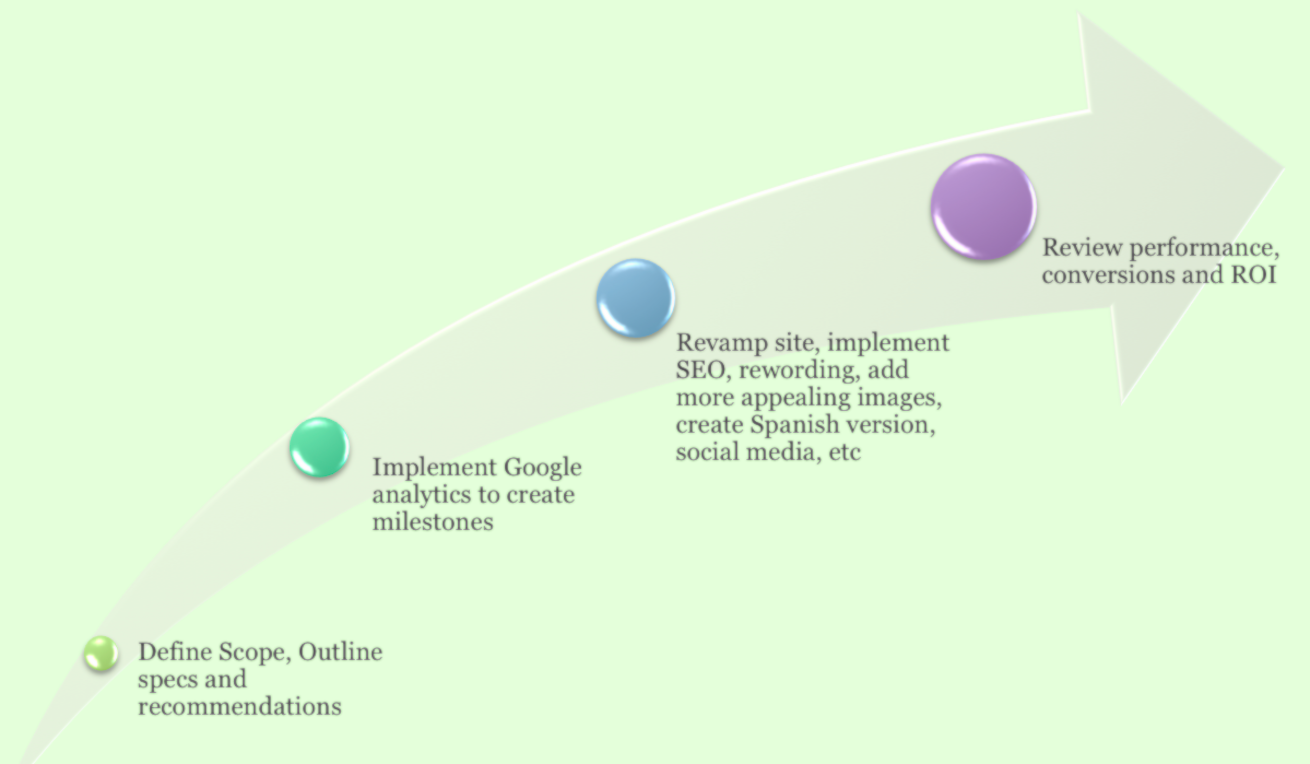 Define Scope, Outline
specs and
recommendations
Implement Google
analytics to create
milestones
Revamp site, implement
SEO, rewording, add
more appealing images,
create Spanish version,
social media, etc
Review performance,
conversions and ROI